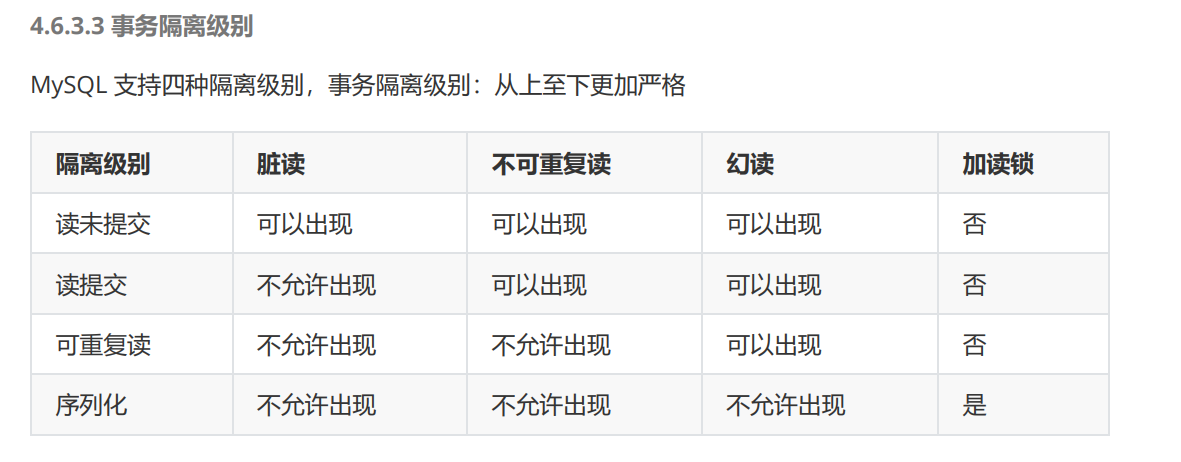 4.6.3.3 事务隔离级别
MySQL 支持四种隔离级别，事务隔离级别：从上至下更加严格
隔离级别 脏读 不可重复读 幻读 加读锁
读未提交 可以出现 可以出现 可以出现 否
读提交 不允许出现 可以出现 可以出现 否
可重复读 不允许出现 不允许出现 可以出现 否
序列化 不允许出现 不允许出现 不允许出现 是